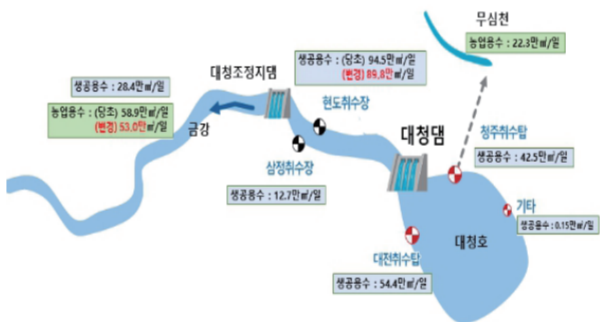 무심천
농업용수 : 22.3만㎥/일
생공용수 : (당초) 94.5만㎥/일
(변경) 89.8만㎥/일
대청조정지댐
생공용수 : 28.4만㎥/일
농업용수 : (당초) 58.9만㎥/일
(변경) 53.0만㎥/일
금강
현도취수장
대청댐
청주취수탑
생공용수 : 42.5만㎥/일
삼정취수장
생공용수 : 12.7만㎥/일
기타
생공용수 : 0.15만㎥/일
대청호
대전취수탑
생공용수 : 54.4만㎥/일